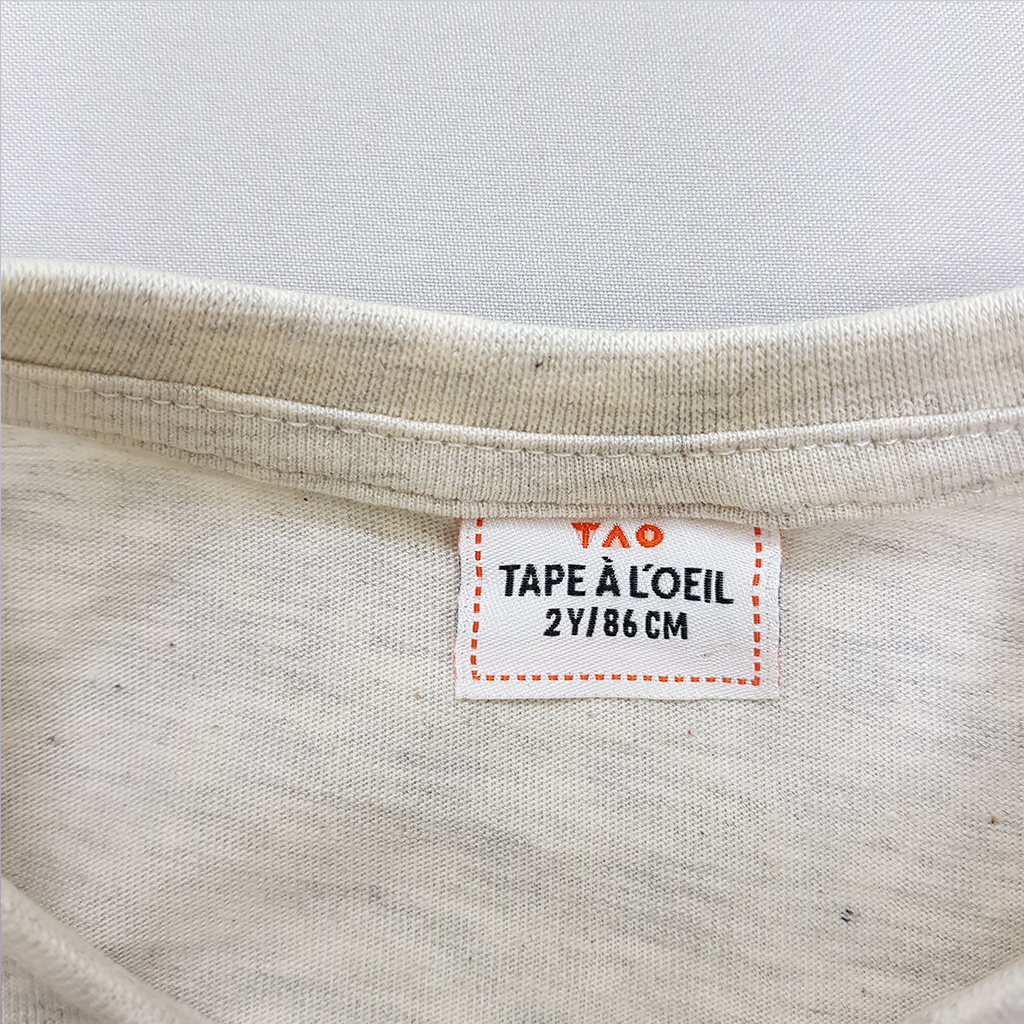 TAO
TAPE À L'OEIL
2Y/86 CM